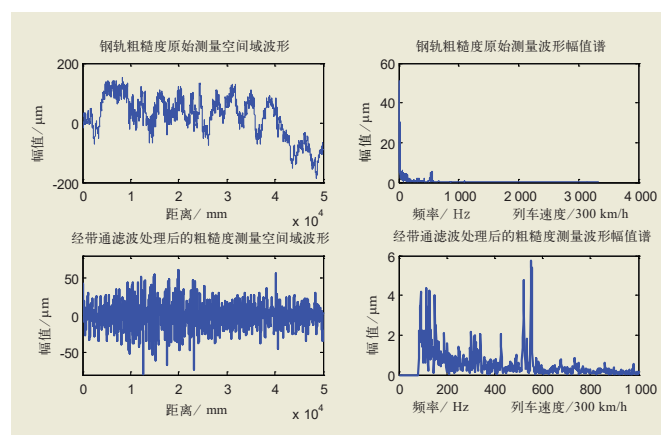 钢轨粗糙度原始测量空间域波形
200
0
-200
幅值/μm
0 1 2 3 4 5
距离/ mm
x 10⁴
钢轨粗糙度原始测量波形幅值谱
60
40
20
0
幅值/μm
0 1 000 2 000 3 000 4 000
频率/ Hz 列车速度/300 km/h
经带通滤波处理后的粗糙度测量空间域波形
50
0
-50
幅值/μm
0 1 2 3 4 5
距离/ mm
x 10⁴
经带通滤波处理后的粗糙度测量波形幅值谱
6
4
2
0
幅值/μm
0 200 400 600 800 1 000
频率/ Hz 列车速度/300 km/h